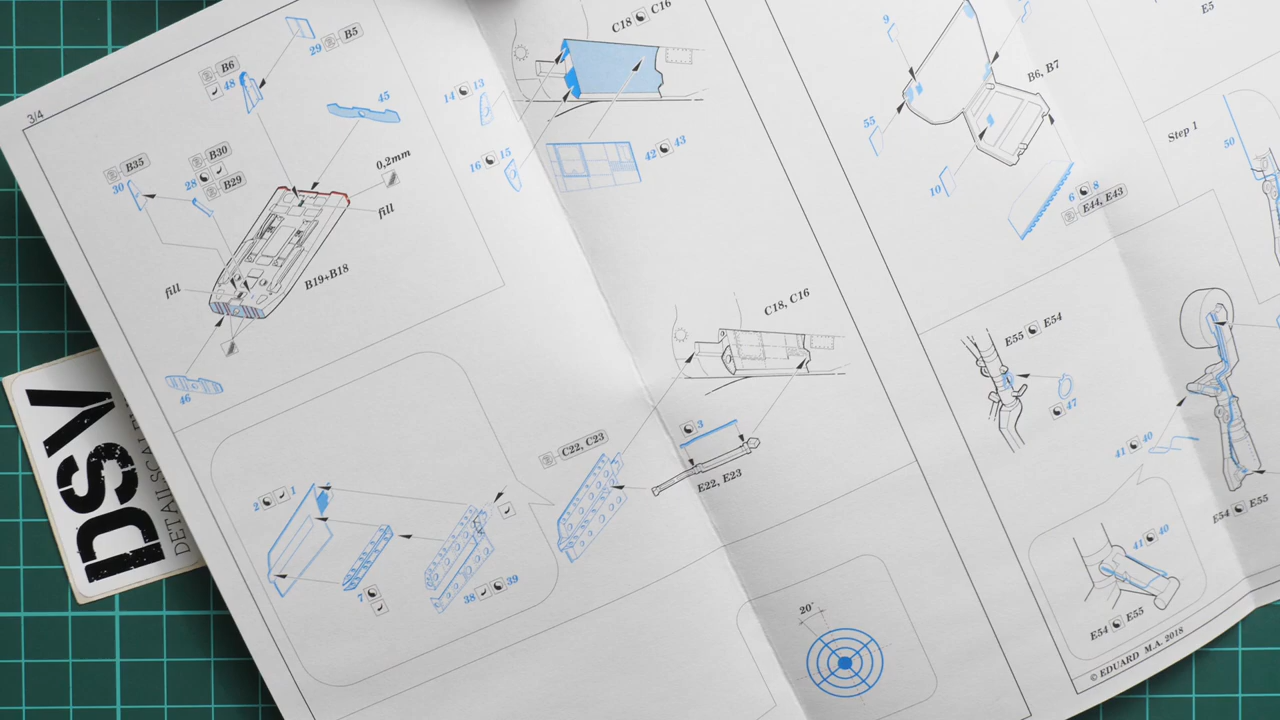 3/4
29 B5
B6
48
45
B35
30
B30
28
B29
0,2mm
fill
fill
B19+B18
46
C18 C16
14 13
16 15
42 43
9
B6, B7
55
10
6 8
E44, E43
E5
Step 1
50
C18, C16
E55 E54
47
3
C22, C23
E22, E23
2 1
7
38 39
41 40
E54 E55
41 40
E54 E55
20°
© EDUARD M.A. 2018
DSV
DETAIL SCALE